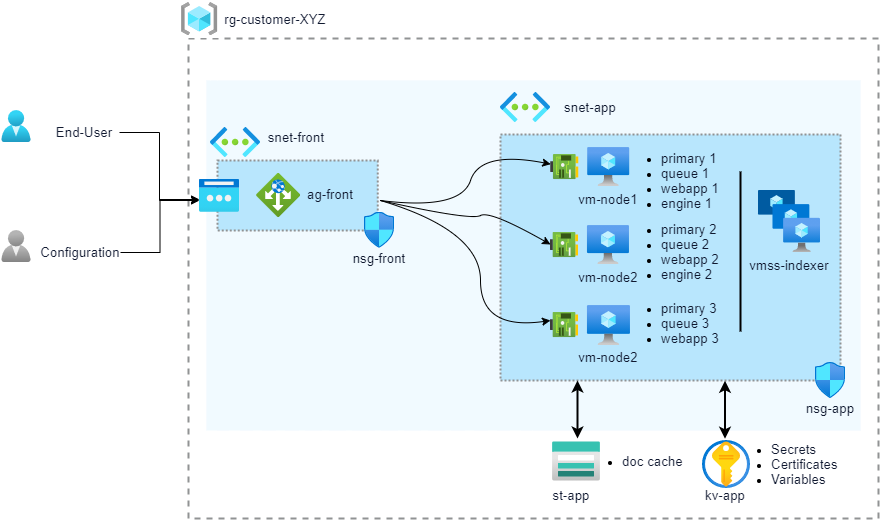 rg-customer-XYZ
snet-app
End-User
snet-front
primary 1
queue 1
webapp 1
engine 1
vm-node1
ag-front
primary 2
queue 2
webapp 2
engine 2
vm-node2
vmss-indexer
Configuration
nsg-front
primary 3
queue 3
webapp 3
vm-node2
nsg-app
doc cache
st-app
Secrets
Certificates
Variables
kv-app